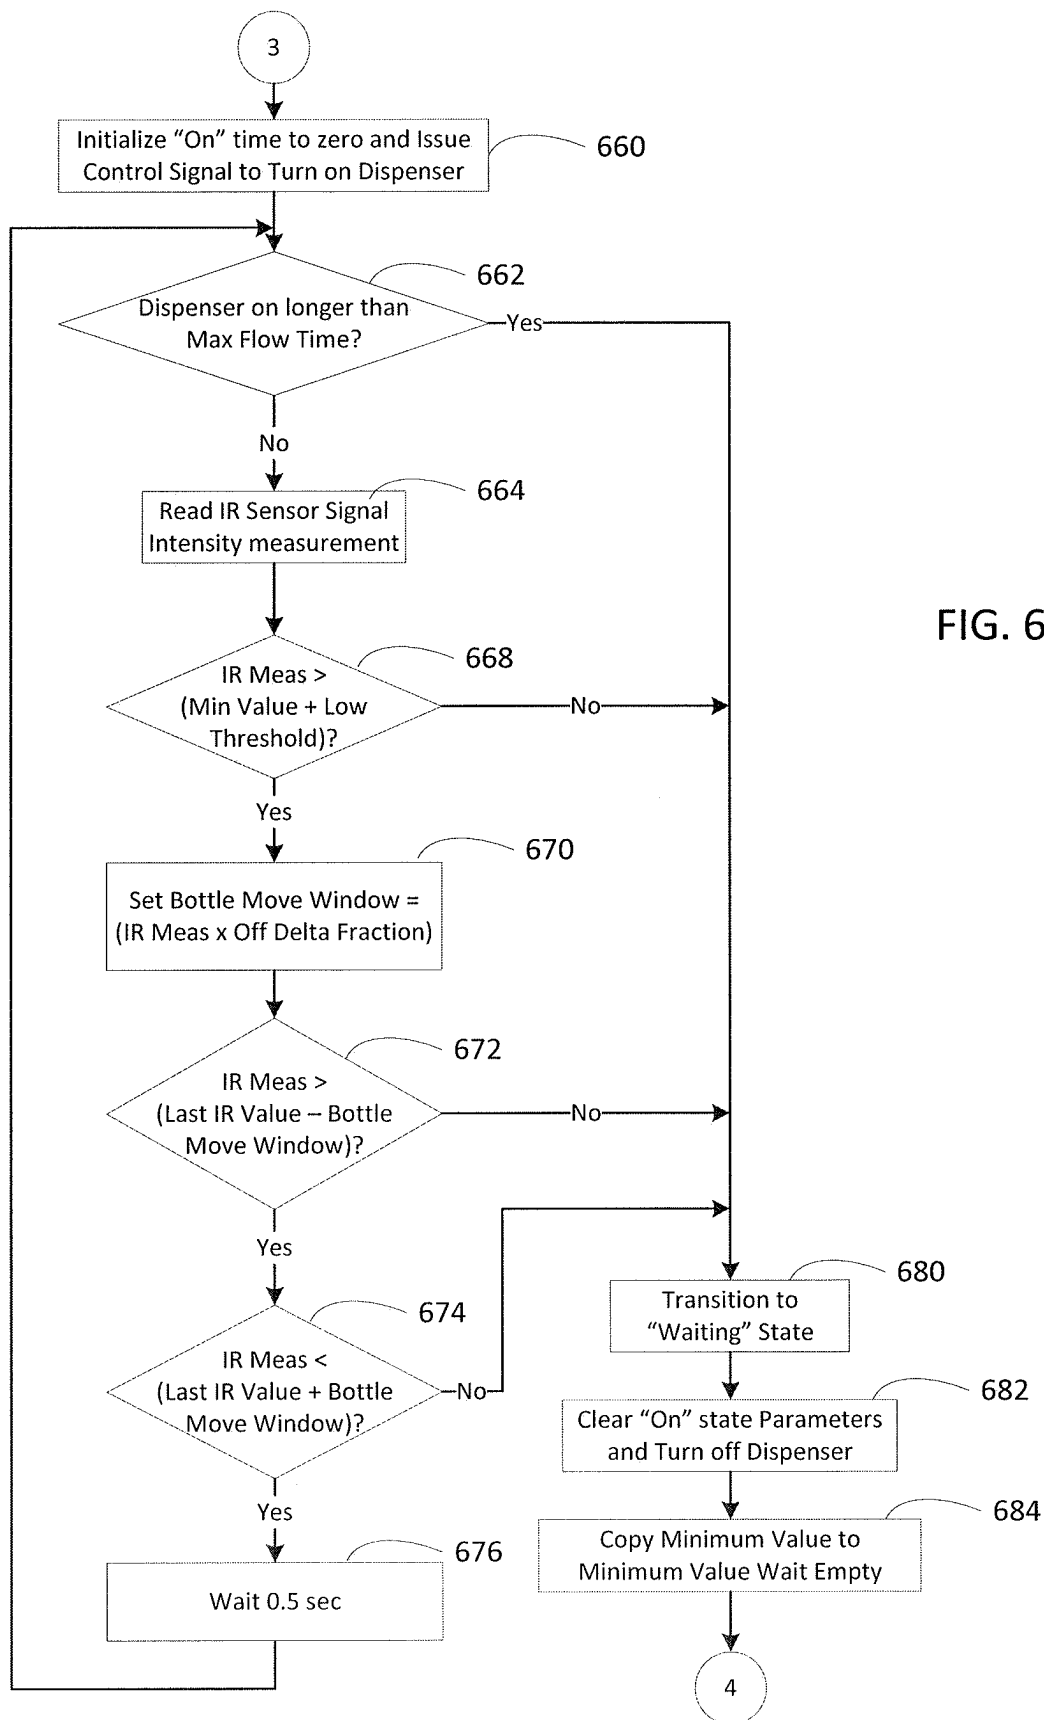 3
Initialize “On” time to zero and Issue
Control Signal to Turn on Dispenser
660
662
Dispenser on longer than
Max Flow Time?
Yes
No
664
Read IR Sensor Signal
Intensity measurement
FIG. 6
668
IR Meas >
(Min Value + Low
Threshold)?
No
Yes
670
Set Bottle Move Window =
(IR Meas x Off Delta Fraction)
672
IR Meas >
(Last IR Value – Bottle
Move Window)?
No
Yes
674
IR Meas <
(Last IR Value + Bottle
Move Window)?
No
Yes
676
Wait 0.5 sec
680
Transition to
“Waiting” State
682
Clear “On” state Parameters
and Turn off Dispenser
684
Copy Minimum Value to
Minimum Value Wait Empty
4